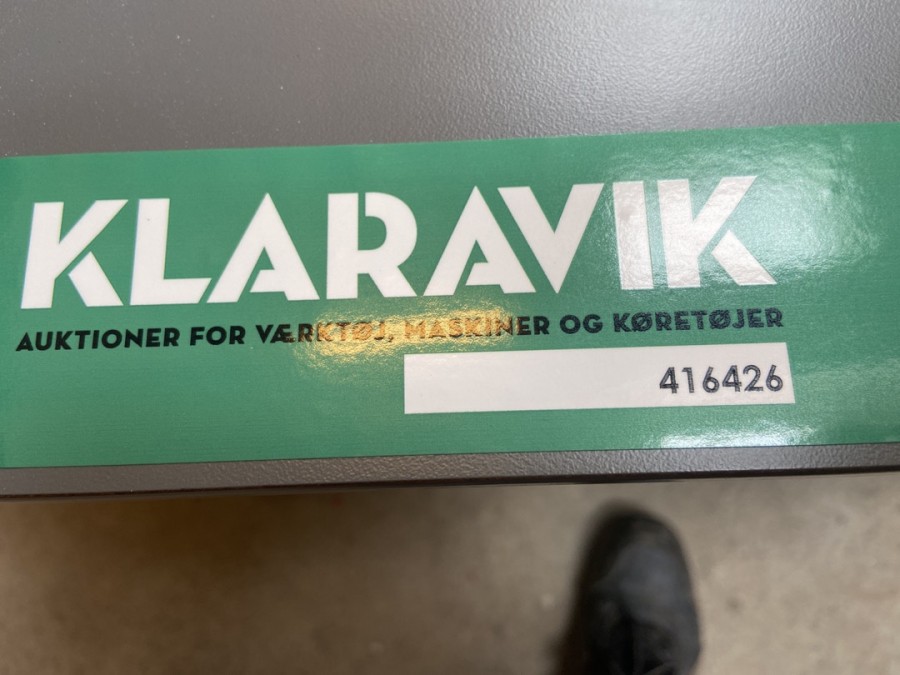 KLARAVIK
AUKTIONER FOR VÆRKTØJ, MASKINER OG KØRETØJER
416426